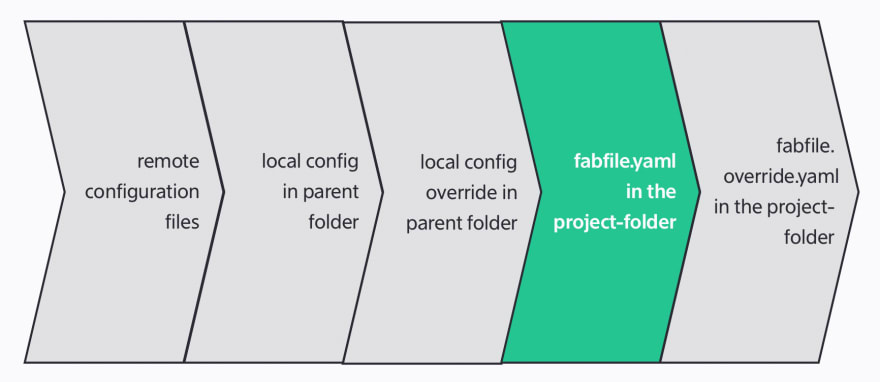 remote
configuration
files
local config
in parent
folder
local config
override in
parent folder
fabfile.yaml
in the
project-folder
fabfile.
override.yaml
in the project-
folder